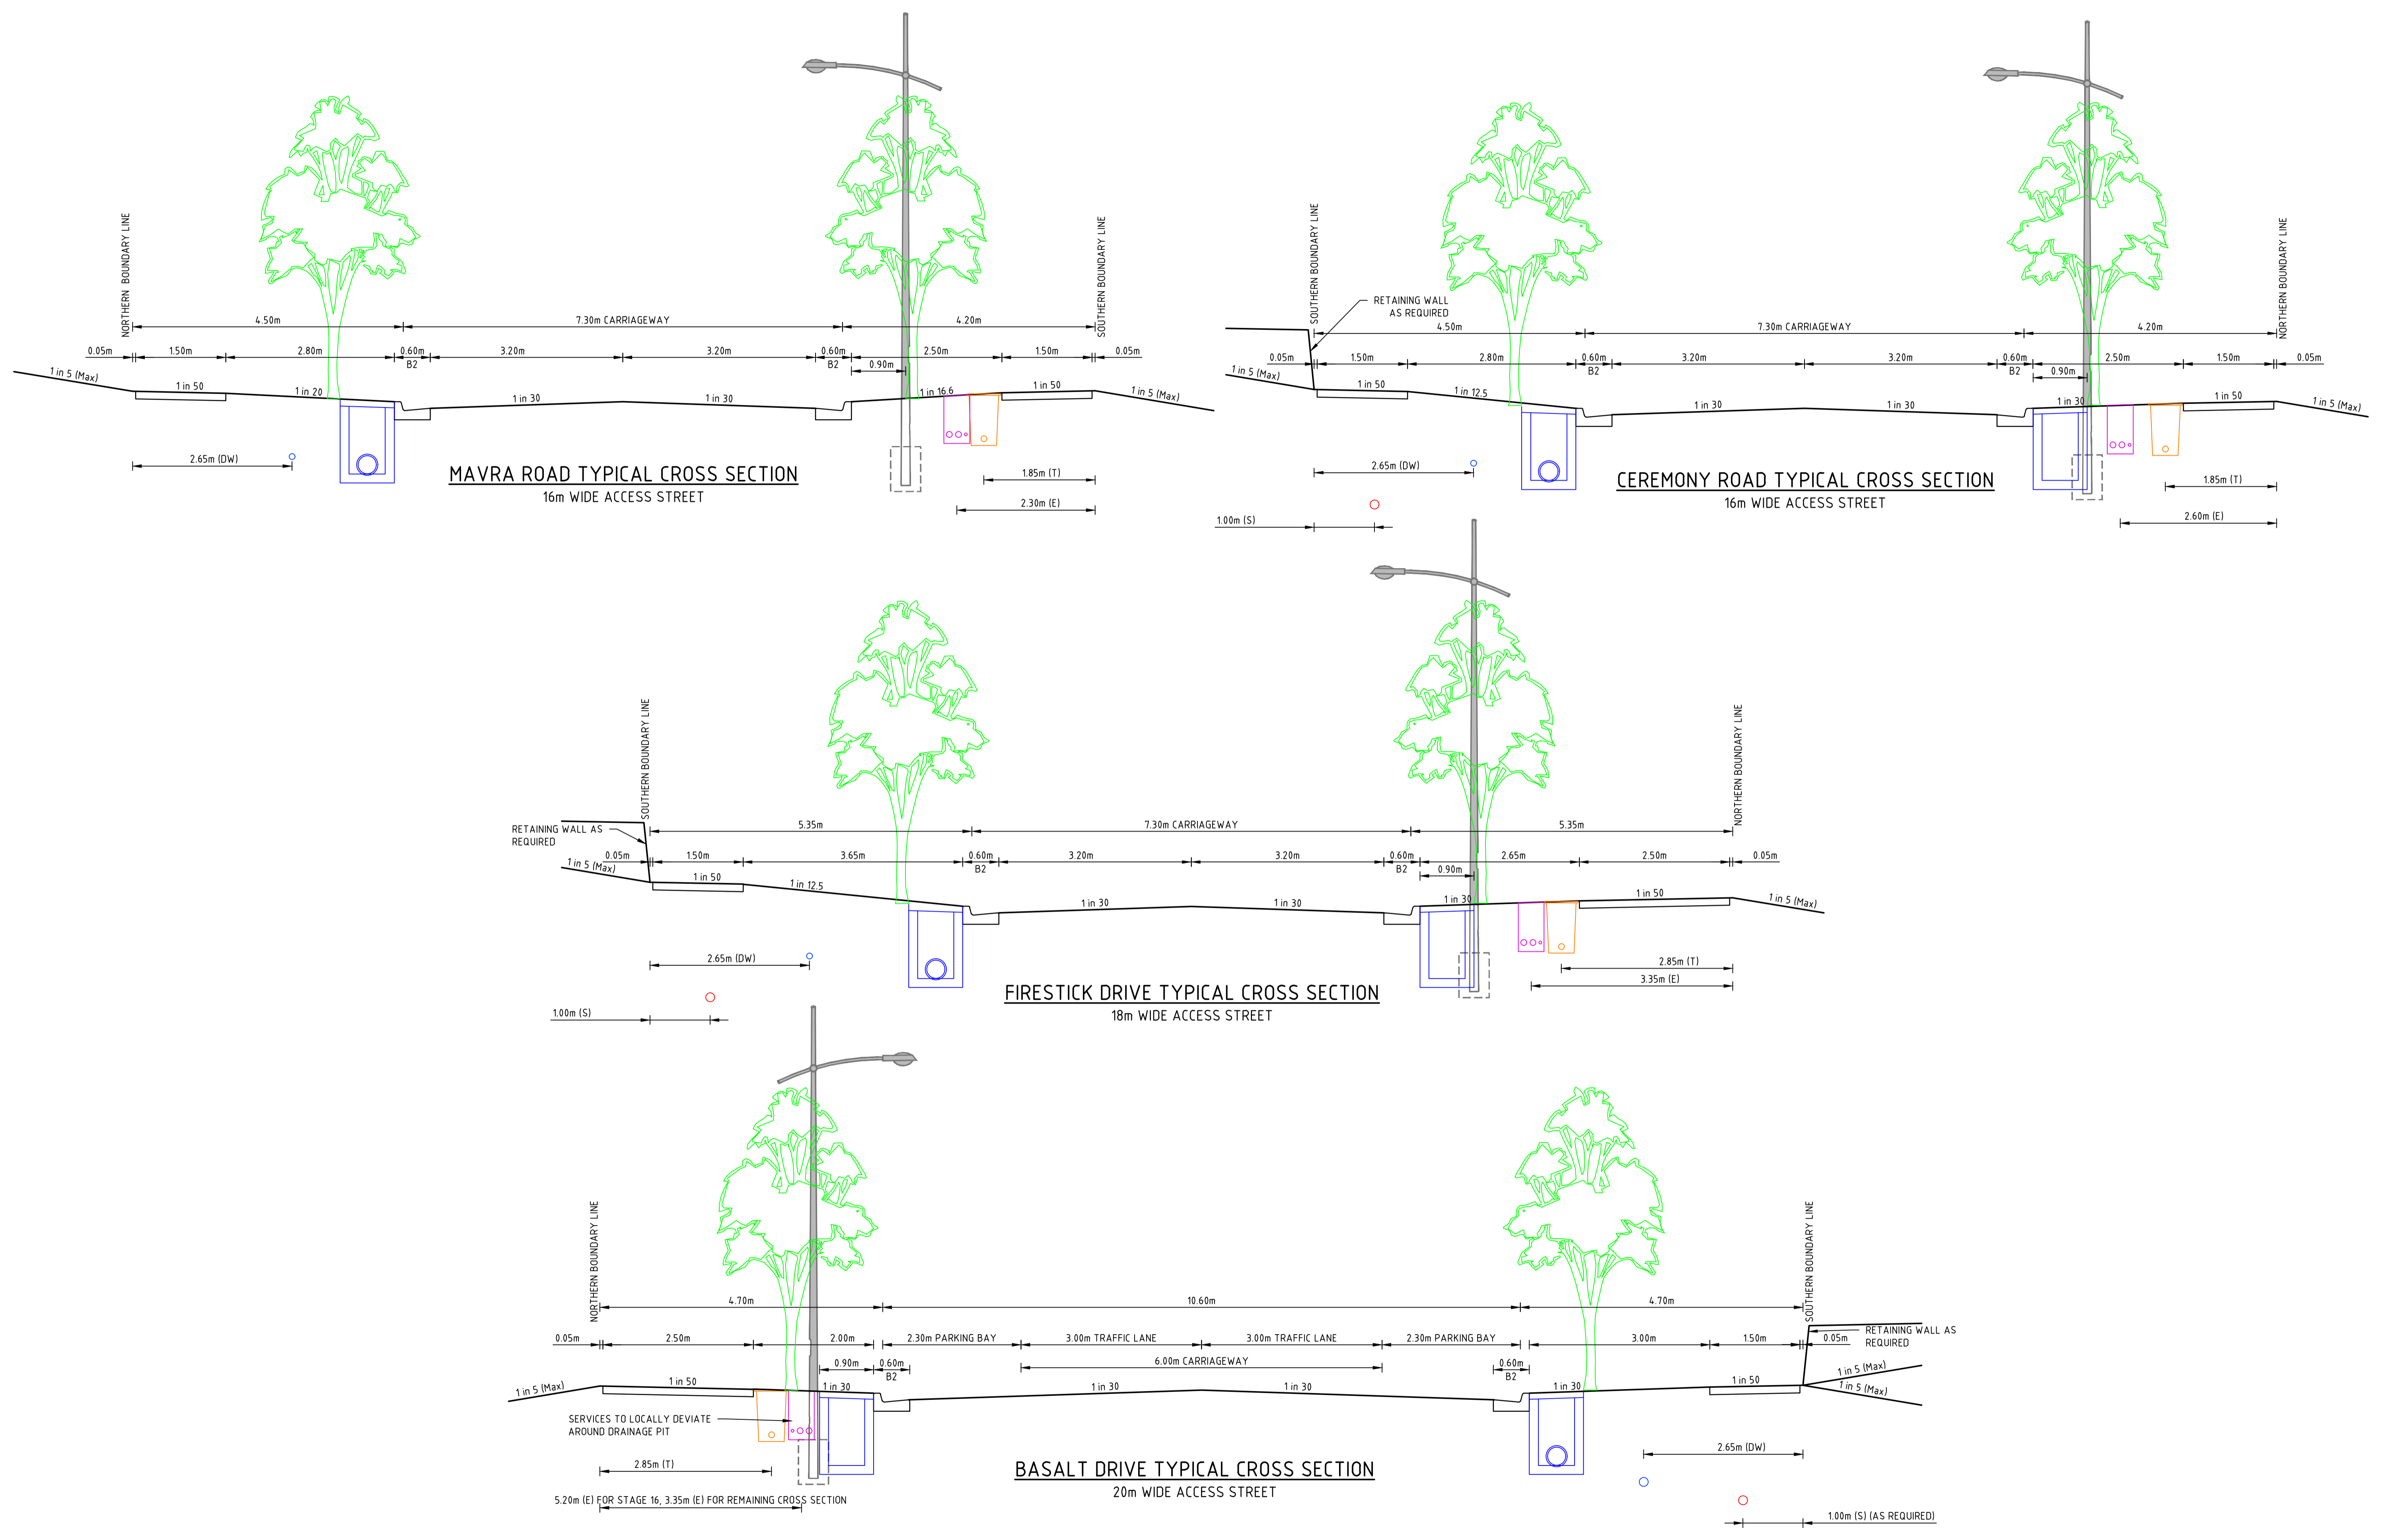 NORTHERN BOUNDARY LINE
SOUTHERN BOUNDARY LINE
4.50m 7.30m CARRIAGEWAY 4.20m
0.05m 1.50m 2.80m 0.60m 3.20m 3.20m 0.60m 2.50m 1.50m 0.05m
B2 B2 0.90m
1 in 5 (Max) 1 in 50 1 in 20 1 in 30 1 in 30 1 in 16.6 1 in 50 1 in 5 (Max)
2.65m (DW)
MAVRA ROAD TYPICAL CROSS SECTION
16m WIDE ACCESS STREET
1.85m (T)
2.30m (E)
SOUTHERN BOUNDARY LINE
NORTHERN BOUNDARY LINE
RETAINING WALL
AS REQUIRED
4.50m 7.30m CARRIAGEWAY 4.20m
0.05m 1.50m 2.80m 0.60m 3.20m 3.20m 0.60m 2.50m 1.50m 0.05m
B2 B2 0.90m
1 in 5 (Max) 1 in 50 1 in 12.5 1 in 30 1 in 30 1 in 30 1 in 50 1 in 5 (Max)
2.65m (DW)
CEREMONY ROAD TYPICAL CROSS SECTION
16m WIDE ACCESS STREET
1.85m (T)
1.00m (S)
2.60m (E)
SOUTHERN BOUNDARY LINE
NORTHERN BOUNDARY LINE
RETAINING WALL AS
REQUIRED
5.35m 7.30m CARRIAGEWAY 5.35m
0.05m 1.50m 3.65m 0.60m 3.20m 3.20m 0.60m 2.65m 2.50m 0.05m
B2 B2 0.90m
1 in 5 (Max) 1 in 50 1 in 12.5 1 in 30 1 in 30 1 in 30 1 in 50 1 in 5 (Max)
2.65m (DW)
2.85m (T)
3.35m (E)
FIRESTICK DRIVE TYPICAL CROSS SECTION
18m WIDE ACCESS STREET
1.00m (S)
NORTHERN BOUNDARY LINE
SOUTHERN BOUNDARY LINE
4.70m 10.60m 4.70m
RETAINING WALL AS
REQUIRED
0.05m 2.50m 2.00m 2.30m PARKING BAY 3.00m TRAFFIC LANE 3.00m TRAFFIC LANE 2.30m PARKING BAY 3.00m 1.50m 0.05m
0.90m 0.60m 6.00m CARRIAGEWAY 0.60m
B2 B2
1 in 5 (Max) 1 in 50 1 in 30 1 in 30 1 in 30 1 in 30 1 in 50 1 in 5 (Max)
1 in 5 (Max)
SERVICES TO LOCALLY DEVIATE
AROUND DRAINAGE PIT
2.85m (T)
2.65m (DW)
BASALT DRIVE TYPICAL CROSS SECTION
20m WIDE ACCESS STREET
5.20m (E) FOR STAGE 16, 3.35m (E) FOR REMAINING CROSS SECTION
1.00m (S) (AS REQUIRED)